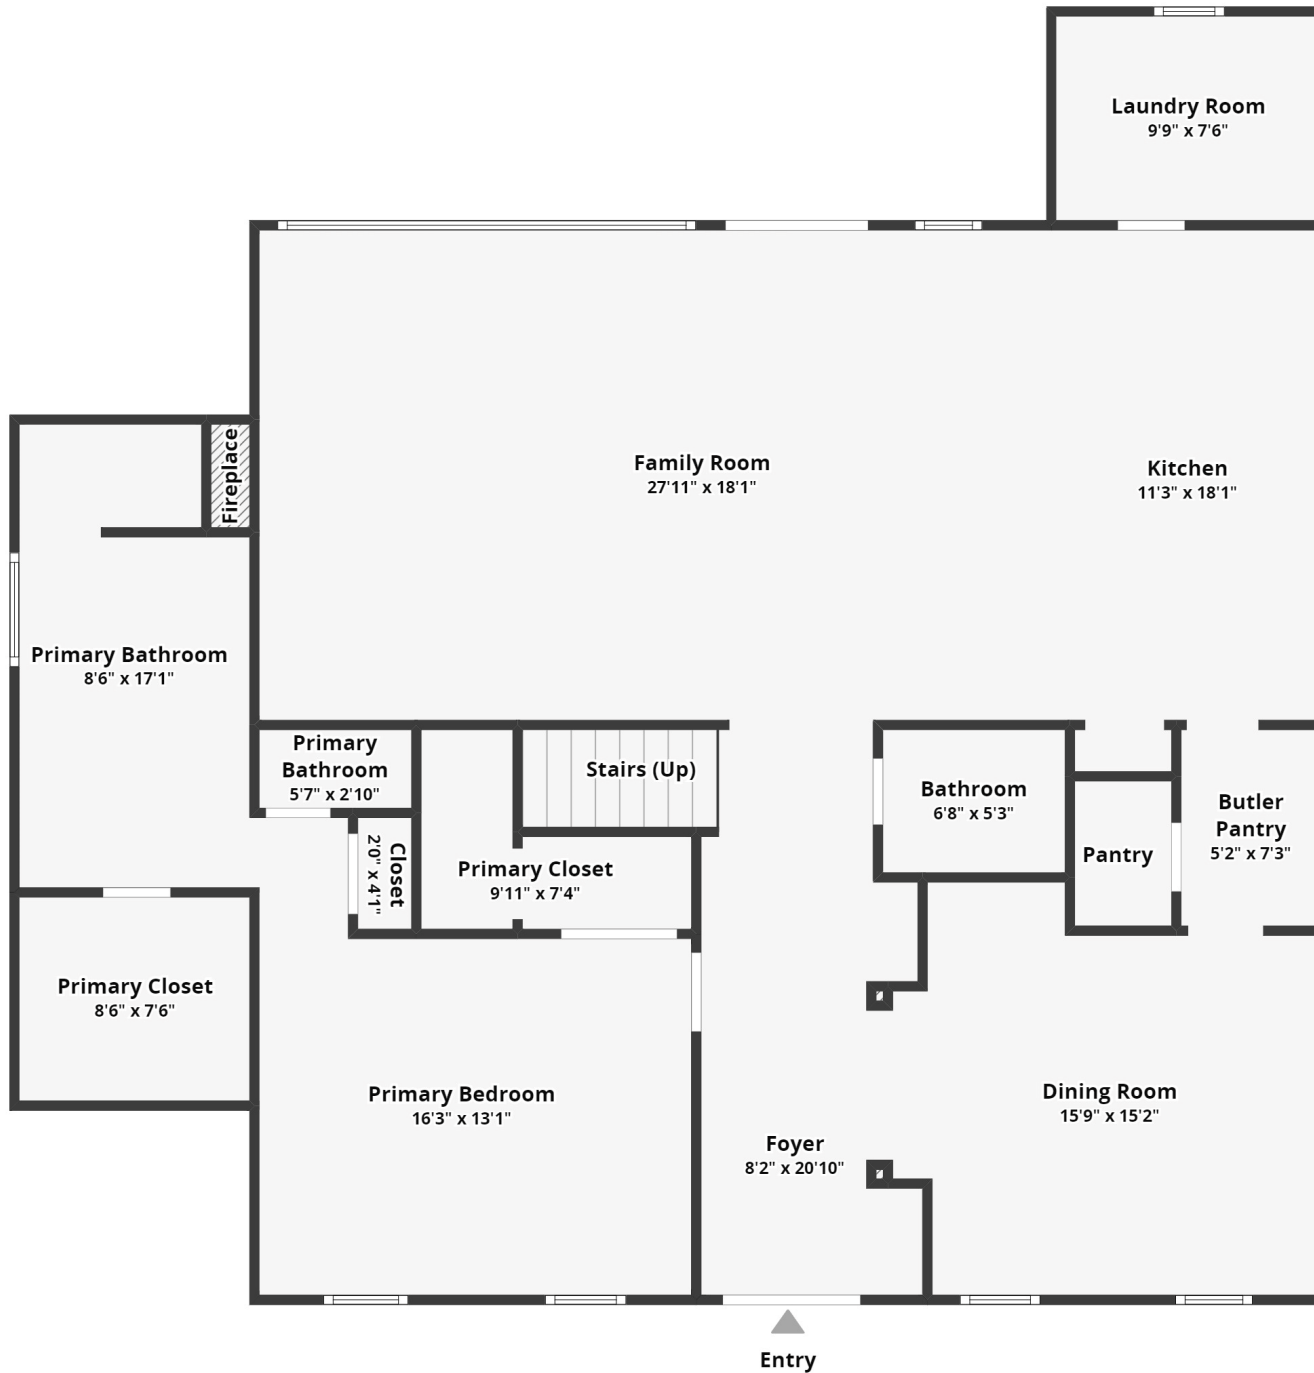 Laundry Room
9'9" x 7'6"
Family Room
27'11" x 18'1"
Kitchen
11'3" x 18'1"
Fireplace
Primary Bathroom
8'6" x 17'1"
Primary
Bathroom
5'7" x 2'10"
Stairs (Up)
Bathroom
6'8" x 5'3"
Butler
Pantry
5'2" x 7'3"
Pantry
Closet
2'0" x 4'1"
Primary Closet
9'11" x 7'4"
Primary Closet
8'6" x 7'6"
Primary Bedroom
16'3" x 13'1"
Dining Room
15'9" x 15'2"
Foyer
8'2" x 20'10"
Entry